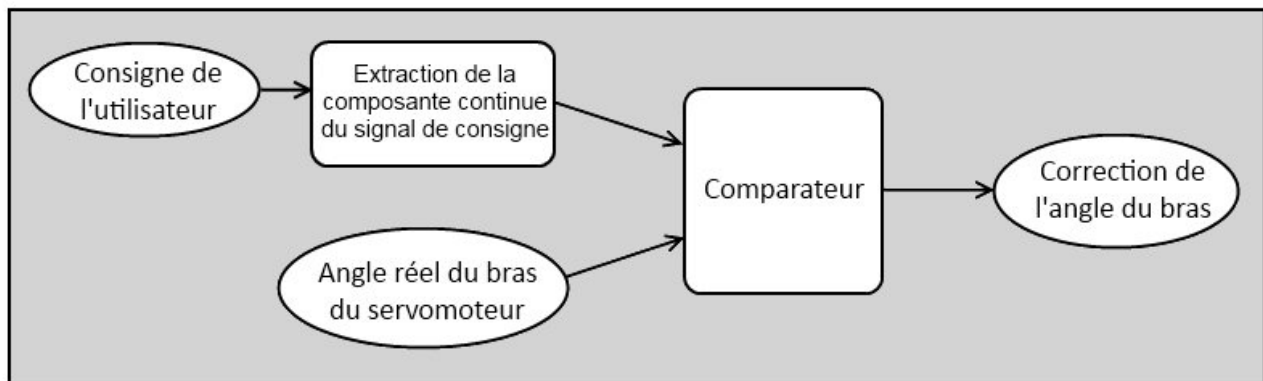 Consigne de
l'utilisateur
Extraction de la
composante continue
du signal de consigne
Angle réel du bras
du servomoteur
Comparateur
Correction de
l'angle du bras